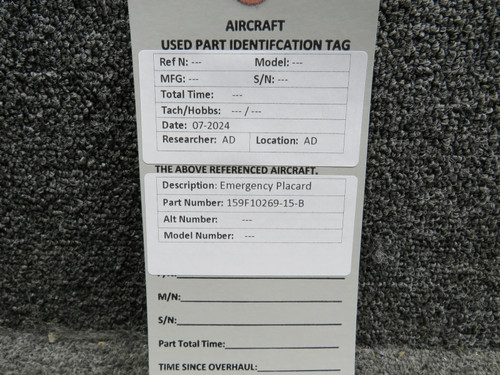 AIRCRAFT
USED PART IDENTIFCATION TAG
Ref N: --- Model: ---
MFG: --- S/N: ---
Total Time: ---
Tach/Hobbs: --- / ---
Date: 07-2024
Researcher: AD Location: AD
THE ABOVE REFERENCED AIRCRAFT.
Description: Emergency Placard
Part Number: 159F10269-15-B
Alt Number: ---
Model Number: ---
M/N:
S/N:
Part Total Time:
TIME SINCE OVERHAUL: